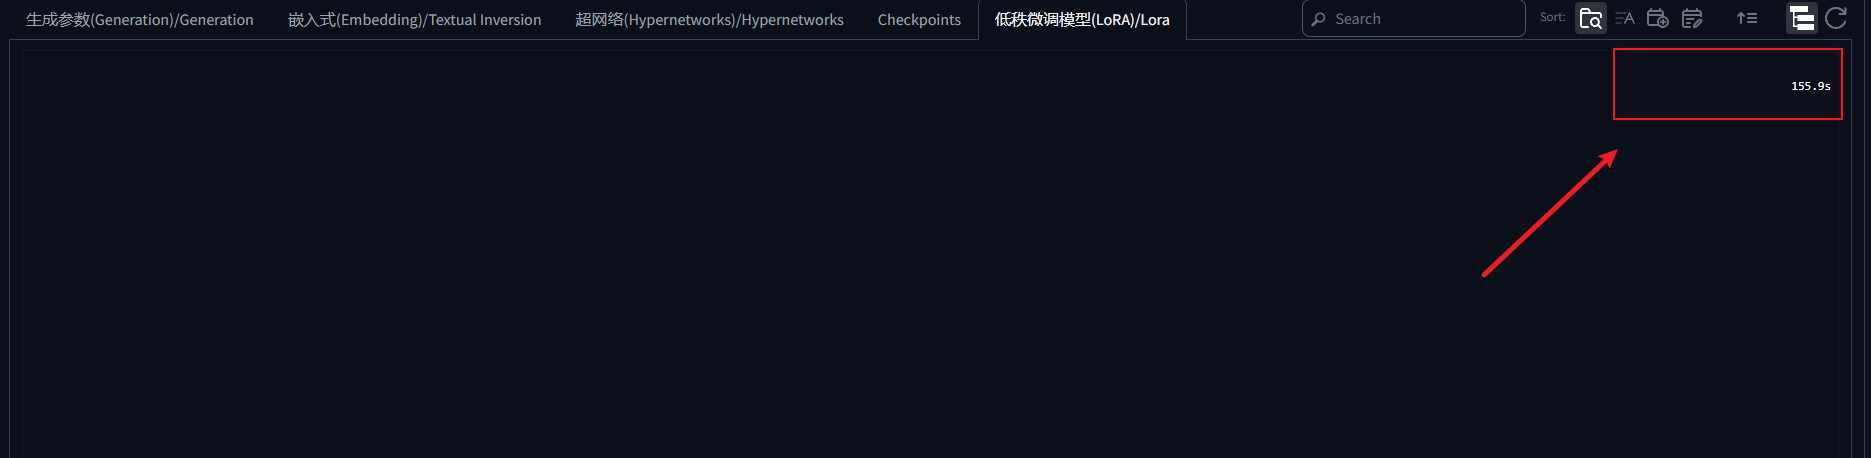 生成参数(Generation)/Generation 嵌入式(Embedding)/Textual Inversion 超网络(Hypernetworks)/Hypernetworks Checkpoints 低秩微调模型(LoRA)/Lora Search Sort:
155.9s